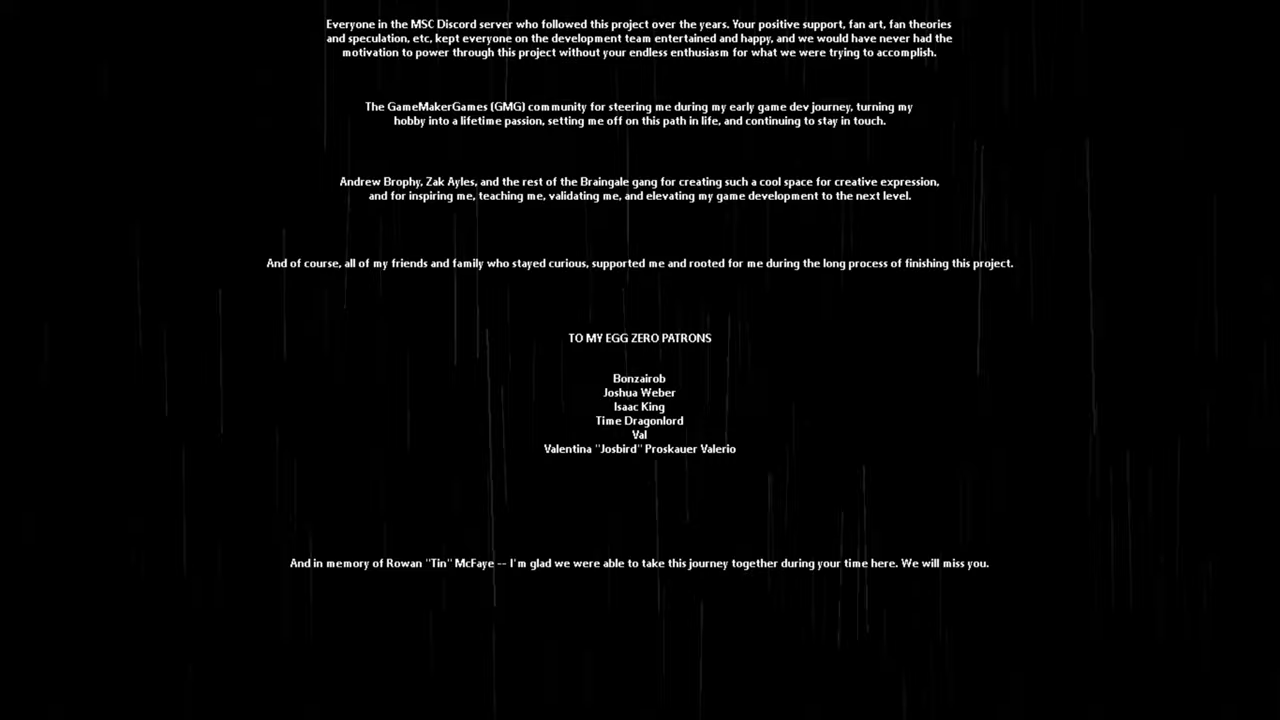 Everyone in the MSC Discord server who followed this project over the years. Your positive support, fan art, fan theories
and speculation, etc, kept everyone on the development team entertained and happy, and we would have never had the
motivation to power through this project without your endless enthusiasm for what we were trying to accomplish.
The GameMakerGames (GMG) community for steering me during my early game dev journey, turning my
hobby into a lifetime passion, setting me off on this path in life, and continuing to stay in touch.
Andrew Brophy, Zak Ayles, and the rest of the Braingale gang for creating such a cool space for creative expression,
and for inspiring me, teaching me, validating me, and elevating my game development to the next level.
And of course, all of my friends and family who stayed curious, supported me and rooted for me during the long process of finishing this project.
TO MY EGG ZERO PATRONS
Bonzairob
Joshua Weber
Isaac King
Time Dragonlord
Val
Valentina "Josbird" Proskauer Valerio
And in memory of Rowan "Tin" McFaye -- I'm glad we were able to take this journey together during your time here. We will miss you.